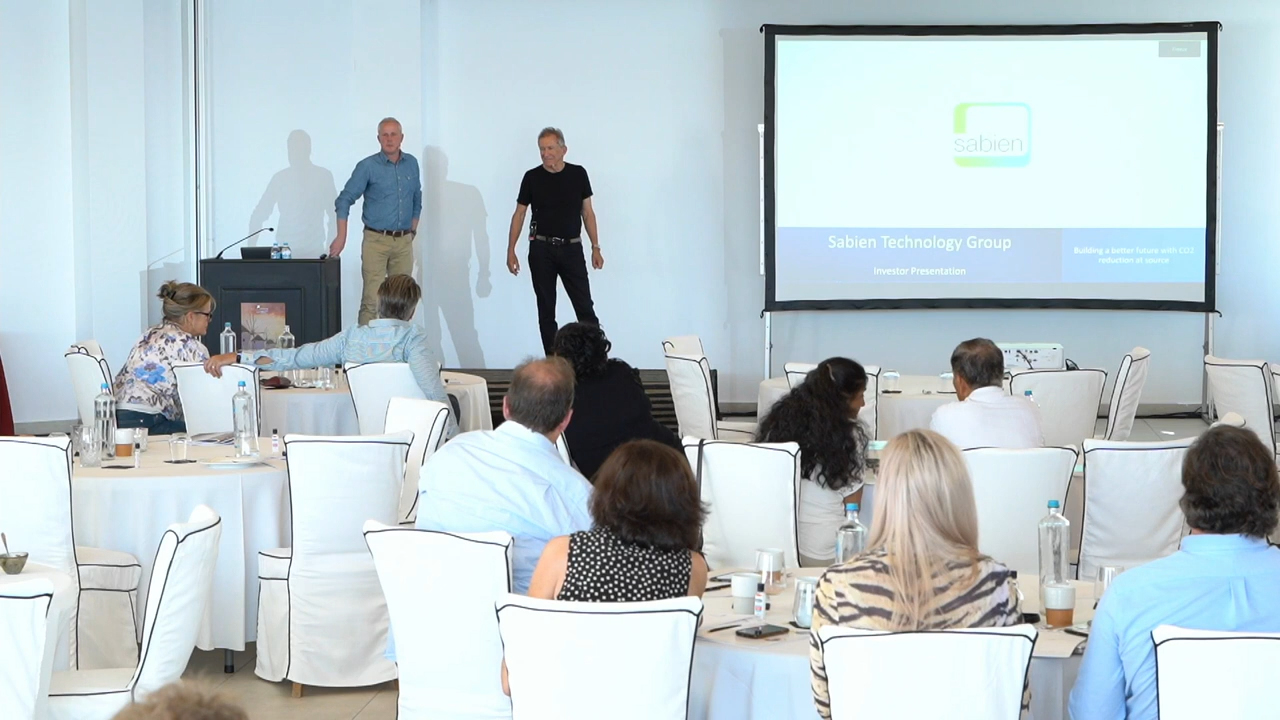 sabien
Sabien Technology Group
Investor Presentation
Building a better future with CO2
reduction at source